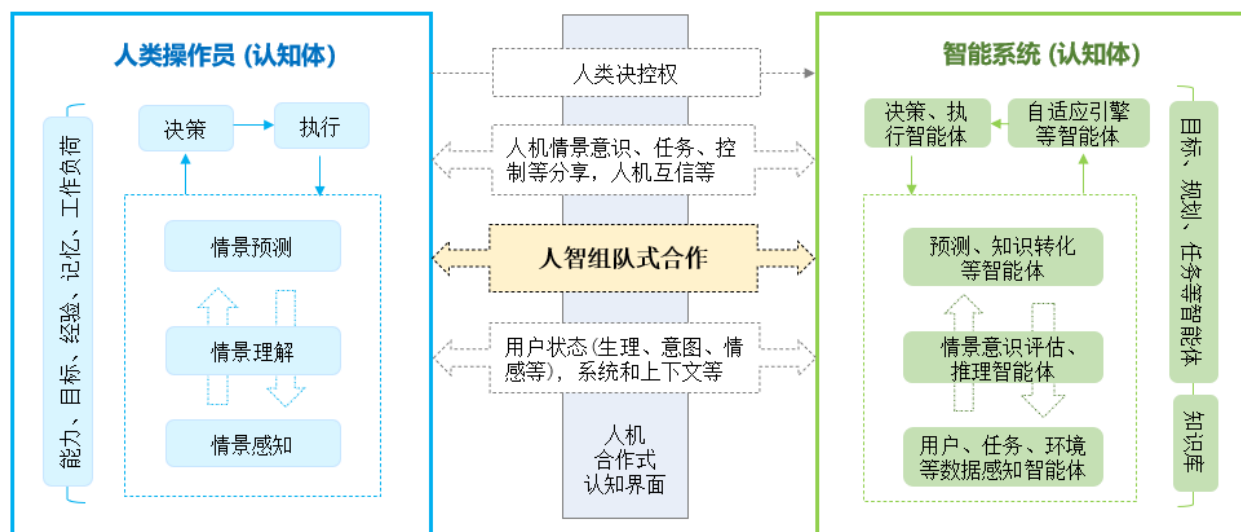 人类操作员 (认知体)
能力、目标、经验、记忆、工作负荷
决策
执行
情景预测
情景理解
情景感知
人类决控权
人机情景意识、任务、控
制等分享，人机互信等
人智组队式合作
用户状态(生理、意图、情
感等)，系统和上下文等
人机
合作式
认知界面
智能系统 (认知体)
决策、执
行智能体
自适应引擎
等智能体
预测、知识转化
等智能体
情景意识评估、
推理智能体
用户、任务、环境
等数据感知智能体
目标、规划、任务等智能体
知识库